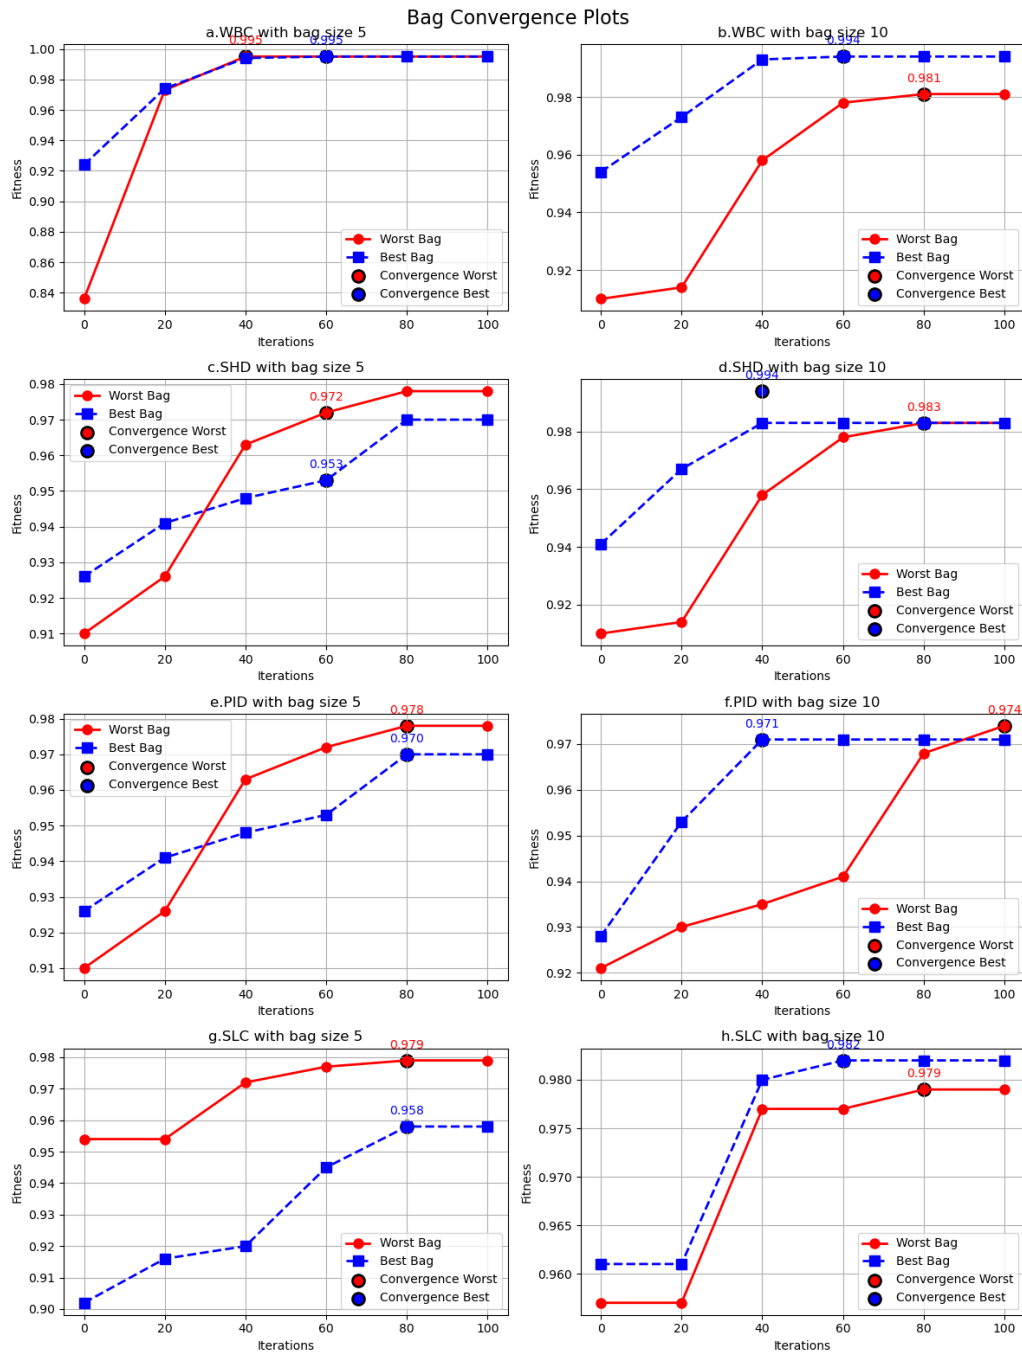 Bag Convergence Plots
a.WBC with bag size 5
0.995
0.995
1.00
0.98
0.96
0.94
0.92
0.90
0.88
0.86
0.84
Fitness
Worst Bag
Best Bag
Convergence Worst
Convergence Best
0 20 40 60 80 100
Iterations
b.WBC with bag size 10
0.994
0.981
0.98
0.96
0.94
0.92
Fitness
Worst Bag
Best Bag
Convergence Worst
Convergence Best
0 20 40 60 80 100
Iterations
c.SHD with bag size 5
0.98
0.97
0.96
0.95
0.94
0.93
0.92
0.91
Fitness
Worst Bag
Best Bag
Convergence Worst
Convergence Best
0.972
0.953
0 20 40 60 80 100
Iterations
d.SHD with bag size 10
0.994
0.983
0.98
0.96
0.94
0.92
Fitness
Worst Bag
Best Bag
Convergence Worst
Convergence Best
0 20 40 60 80 100
Iterations
e.PID with bag size 5
0.978
0.970
0.98
0.97
0.96
0.95
0.94
0.93
0.92
0.91
Fitness
Worst Bag
Best Bag
Convergence Worst
Convergence Best
0 20 40 60 80 100
Iterations
f.PID with bag size 10
0.974
0.971
0.97
0.96
0.95
0.94
0.93
0.92
Fitness
Worst Bag
Best Bag
Convergence Worst
Convergence Best
0 20 40 60 80 100
Iterations
g.SLC with bag size 5
0.979
0.958
0.98
0.97
0.96
0.95
0.94
0.93
0.92
0.91
0.90
Fitness
Worst Bag
Best Bag
Convergence Worst
Convergence Best
0 20 40 60 80 100
Iterations
h.SLC with bag size 10
0.982
0.979
0.980
0.975
0.970
0.965
0.960
Fitness
Worst Bag
Best Bag
Convergence Worst
Convergence Best
0 20 40 60 80 100
Iterations